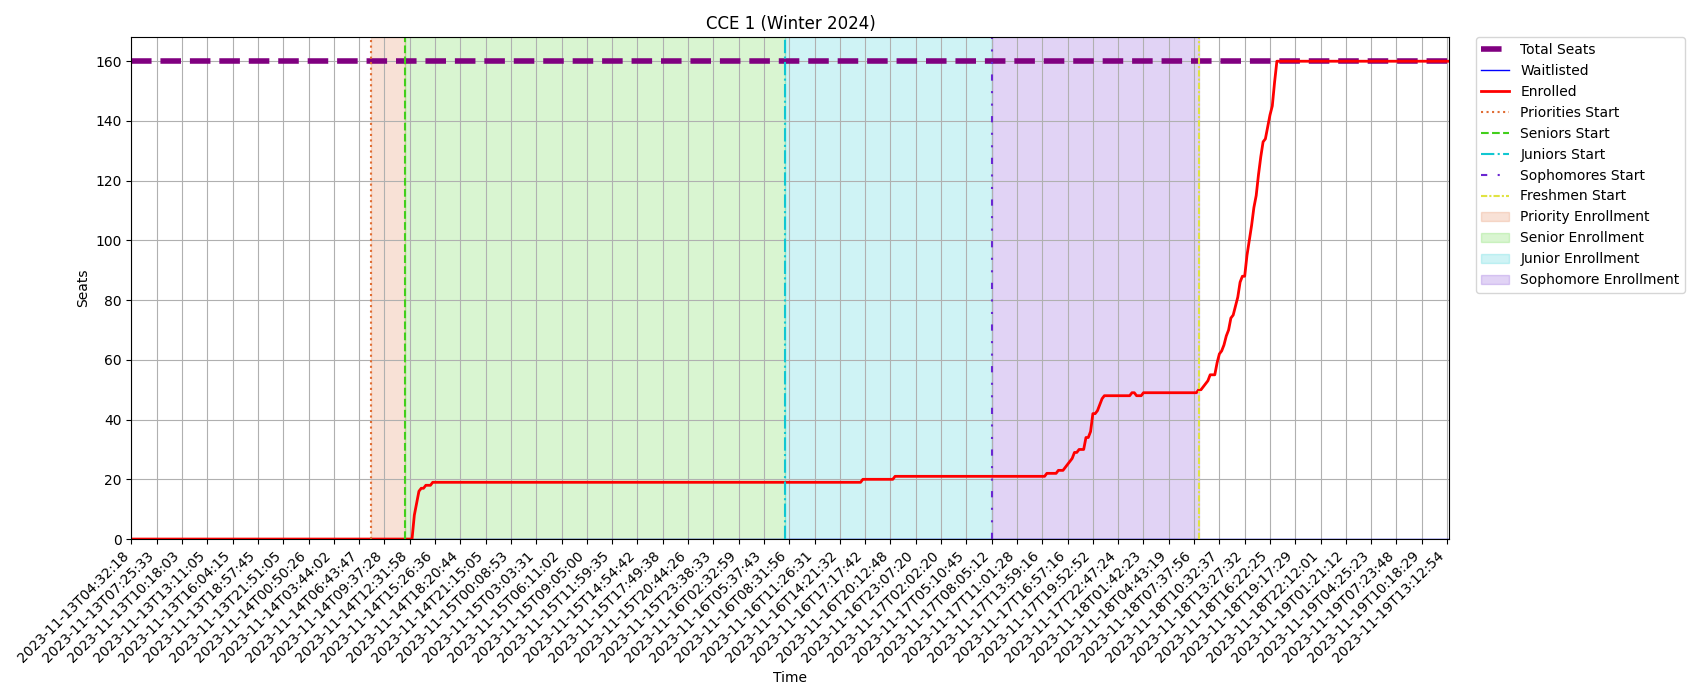 CCE 1 (Winter 2024)
Seats
160
140
120
100
80
60
40
20
0
2023-11-13T04:32:18
2023-11-13T07:25:33
2023-11-13T10:18:03
2023-11-13T13:11:05
2023-11-13T16:04:15
2023-11-13T18:57:45
2023-11-13T21:51:05
2023-11-14T00:50:26
2023-11-14T03:44:02
2023-11-14T06:43:47
2023-11-14T09:37:28
2023-11-14T12:31:58
2023-11-14T15:26:36
2023-11-14T18:20:44
2023-11-14T21:15:05
2023-11-15T00:08:53
2023-11-15T03:03:31
2023-11-15T06:11:02
2023-11-15T09:05:00
2023-11-15T11:59:35
2023-11-15T14:54:42
2023-11-15T17:49:38
2023-11-15T20:44:26
2023-11-15T23:38:33
2023-11-16T02:32:59
2023-11-16T05:37:43
2023-11-16T08:31:56
2023-11-16T11:26:31
2023-11-16T14:21:32
2023-11-16T17:17:42
2023-11-16T20:12:48
2023-11-16T23:07:20
2023-11-17T02:02:20
2023-11-17T05:10:45
2023-11-17T08:05:12
2023-11-17T11:01:28
2023-11-17T13:59:16
2023-11-17T16:57:16
2023-11-17T19:52:52
2023-11-17T22:47:24
2023-11-18T01:42:23
2023-11-18T04:43:19
2023-11-18T07:37:56
2023-11-18T10:32:37
2023-11-18T13:27:32
2023-11-18T16:22:25
2023-11-18T19:17:29
2023-11-18T22:12:01
2023-11-19T01:21:12
2023-11-19T04:25:23
2023-11-19T07:23:48
2023-11-19T10:18:29
2023-11-19T13:12:54
Time
Total Seats
Waitlisted
Enrolled
Priorities Start
Seniors Start
Juniors Start
Sophomores Start
Freshmen Start
Priority Enrollment
Senior Enrollment
Junior Enrollment
Sophomore Enrollment